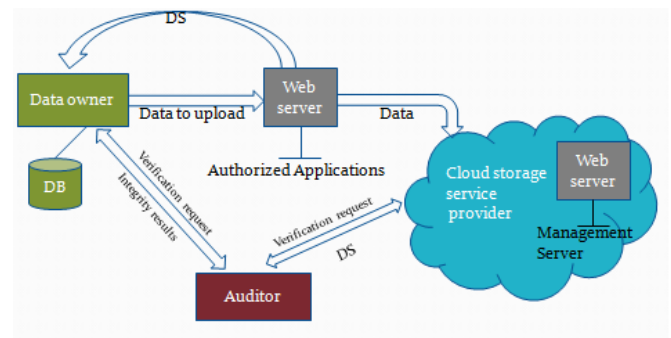 DS
Data owner
Data to upload
Web
server
Data
Authorized Applications
DB
Verification request
Integrity results
Cloud storage
service
provider
Web
server
Management
Server
Verification request
DS
Auditor